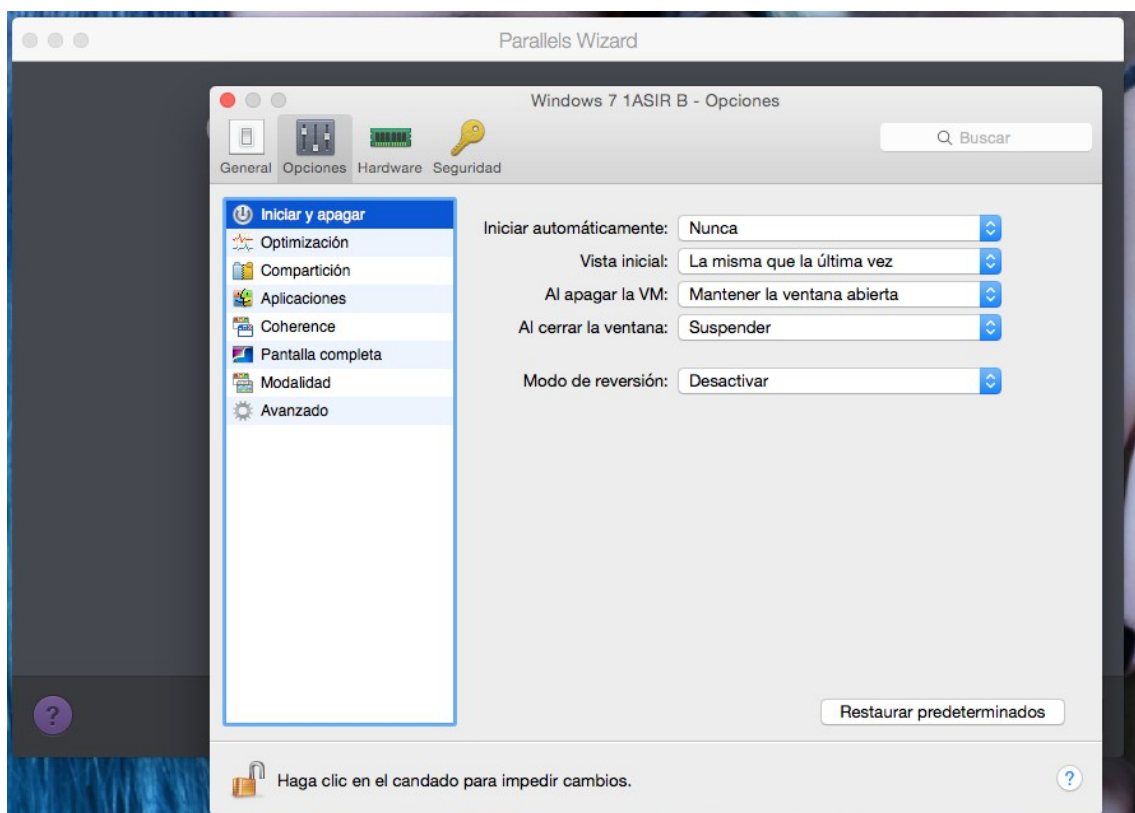 Parallels Wizard
Windows 7 1ASIR B - Opciones
General Opciones Hardware Seguridad
Buscar
Iniciar y apagar
Optimización
Compartición
Aplicaciones
Coherence
Pantalla completa
Modalidad
Avanzado
Iniciar automáticamente: Nunca
Vista inicial: La misma que la última vez
Al apagar la VM: Mantener la ventana abierta
Al cerrar la ventana: Suspender
Modo de reversión: Desactivar
Restaurar predeterminados
?
Haga clic en el candado para impedir cambios.
?